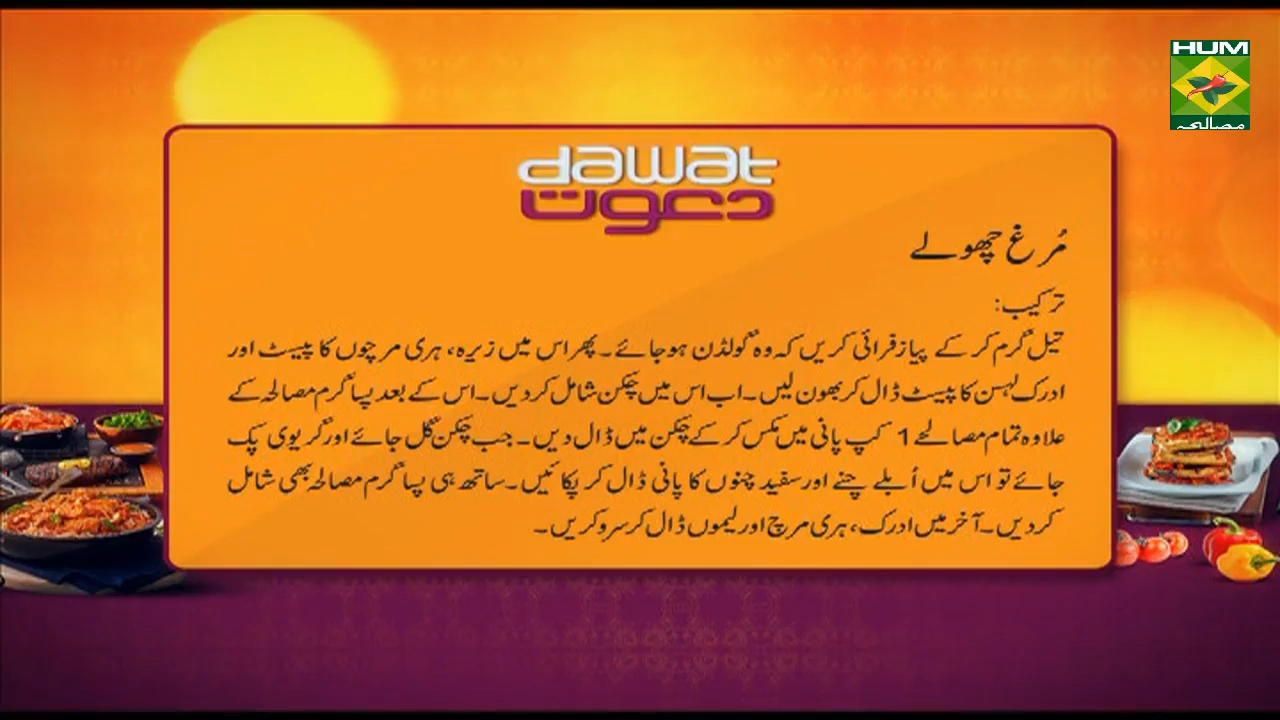 HUM
مصالحہ
dawat
دعوت
مُرغ چھولے
ترکیب:
تیل گرم کر کے پیاز فرائی کریں کہ وہ گولڈن ہو جائے۔ پھر اس میں زیرہ، ہری مرچوں کا پیسٹ اور
ادرک لہسن کا پیسٹ ڈال کر بھون لیں۔ اب اس میں چکن شامل کردیں۔ اس کے بعد پسا گرم مصالحہ کے
علاوہ تمام مصالحے 1 کپ پانی میں مکس کر کے چکن میں ڈال دیں۔ جب چکن گل جائے اور گریوی پک
جائے تو اس میں اُبلے چنے اور سفید چنوں کا پانی ڈال کر پکائیں۔ ساتھ ہی پسا گرم مصالحہ بھی شامل
کردیں۔ آخر میں ادرک، ہری مرچ اور لیموں ڈال کر سرو کریں۔